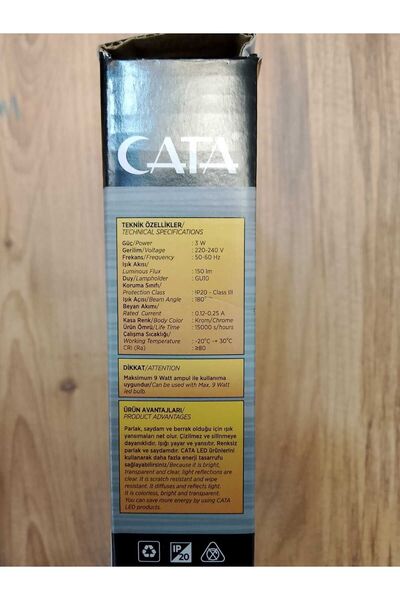 CATA
TEKNİK ÖZELLİKLER/
TECHNICAL SPECIFICATIONS
Güç/Power : 3 W
Gerilim/Voltage : 220-240 V
Frekans/Frequency : 50-60 Hz
Işık Akısı/
Luminous Flux : 150 lm
Duy/Lampholder : GU10
Koruma Sınıfı/
Protection Class : IP20 - Class III
Işık Açısı/Beam Angle : 180°
Beyan Akımı/
Rated Current : 0,12-0,25 A
Kasa Renk/Body Color : Krom/Chrome
Ürün Ömrü/Life Time : 15000 s/hours
Çalışma Sıcaklığı/
Working Temperature : -20°C → + 30°C
CRI (Ra) : ≥80
DİKKAT/ATTENTION
Maksimum 9 Watt ampul ile kullanıma
uygundur/Can be used with Max. 9 Watt
led bulb.
ÜRÜN AVANTAJLARI/
PRODUCT ADVANTAGES
Parlak, saydam ve berrak olduğu için ışık
yansımaları net olur. Çizilmez ve silinmeye
dayanıklıdır. Işığı yayar ve yansıtır. Renksiz
parlak ve saydamdır. CATA LED ürünlerini
kullanarak daha fazla enerji tasarrufu
sağlayabilirsiniz/Because it is bright,
transparent and clear, light reflections are
clear. It is scratch resistant and wipe
resistant. It diffuses and reflects light.
It is colorless, bright and transparent.
You can save more energy by using CATA
LED products.
IP
20